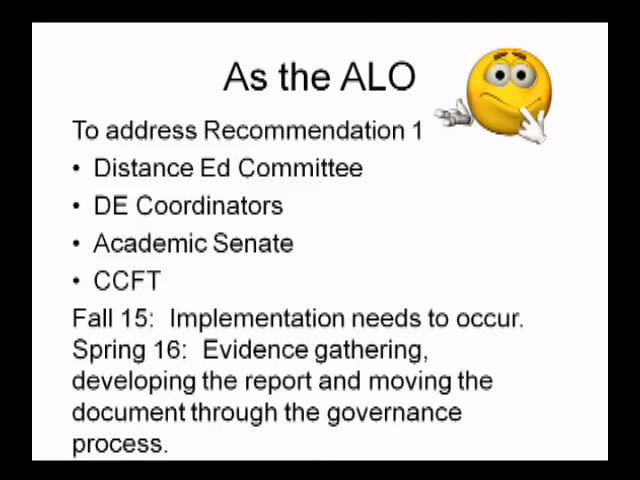 As the ALO
To address Recommendation 1
• Distance Ed Committee
• DE Coordinators
• Academic Senate
• CCFT
Fall 15:  Implementation needs to occur.
Spring 16:  Evidence gathering,
developing the report and moving the
document through the governance
process.